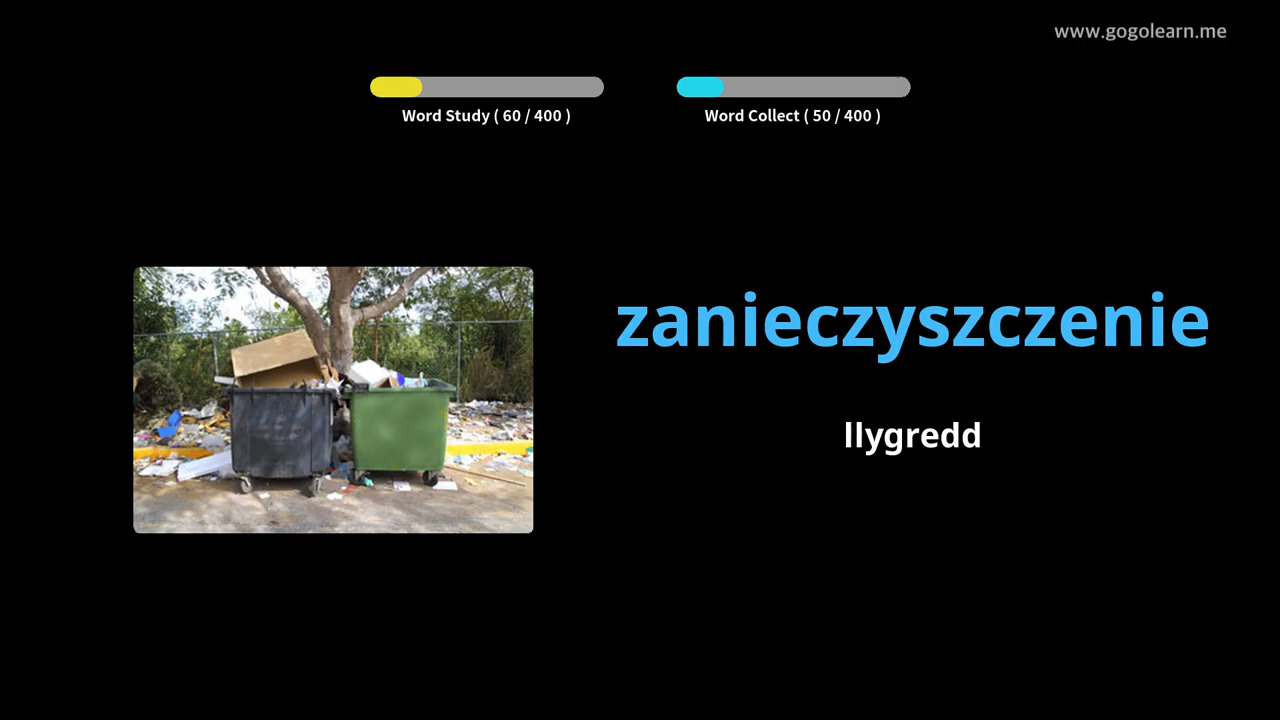 www.gogolearn.me
Word Study ( 60 / 400 )
Word Collect ( 50 / 400 )
zanieczyszczenie
llygredd